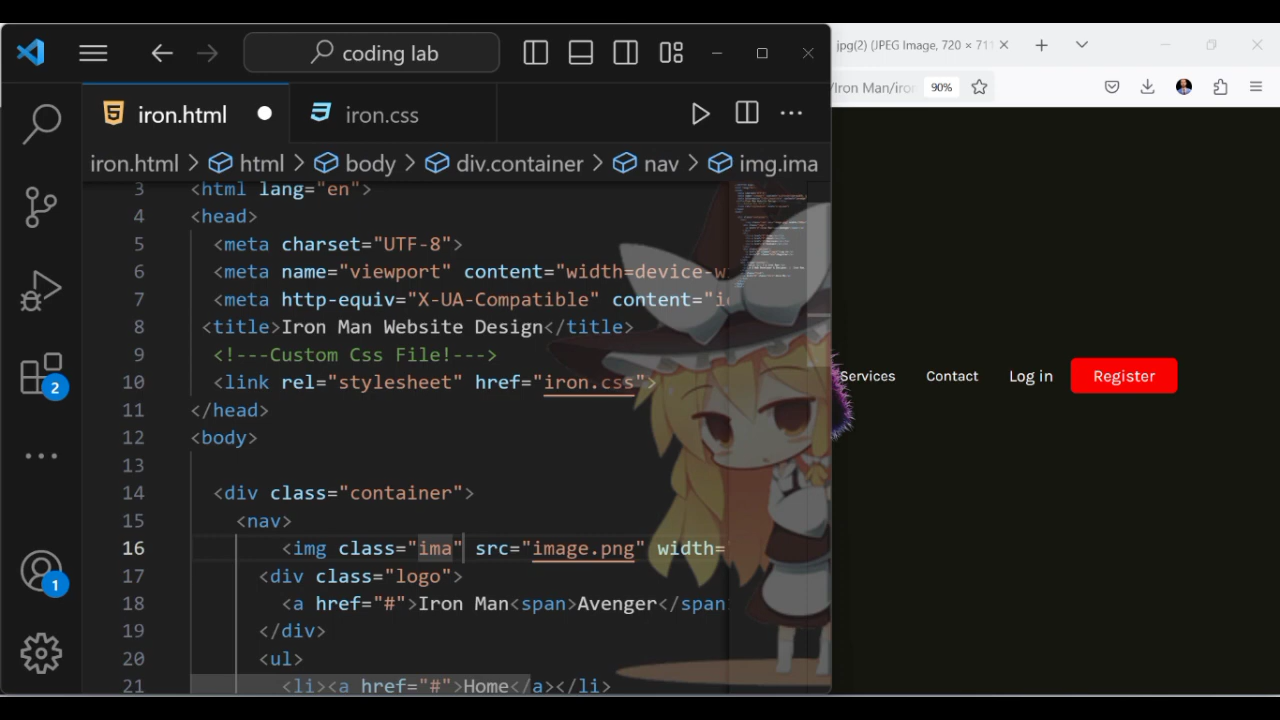 coding lab
jpg(2) (JPEG Image, 720 × 711
/Iron Man/iron
90%
iron.html
iron.css
iron.html > html > body > div.container > nav > img.ima
3 <html lang="en">
4 <head>
5 <meta charset="UTF-8">
6 <meta name="viewport" content="width=device-w
7 <meta http-equiv="X-UA-Compatible" content="ie
8 <title>Iron Man Website Design</title>
9 <!---Custom Css File!--->
10 <link rel="stylesheet" href="iron.css">
11 </head>
12 <body>
13
14 <div class="container">
15 <nav>
16 <img class="ima" src="image.png" width="
17 <div class="logo">
18 <a href="#">Iron Man<span>Avenger</span
19 </div>
20 <ul>
21 <li><a href="#">Home</a></li>
2
1
Services
Contact
Log in
Register